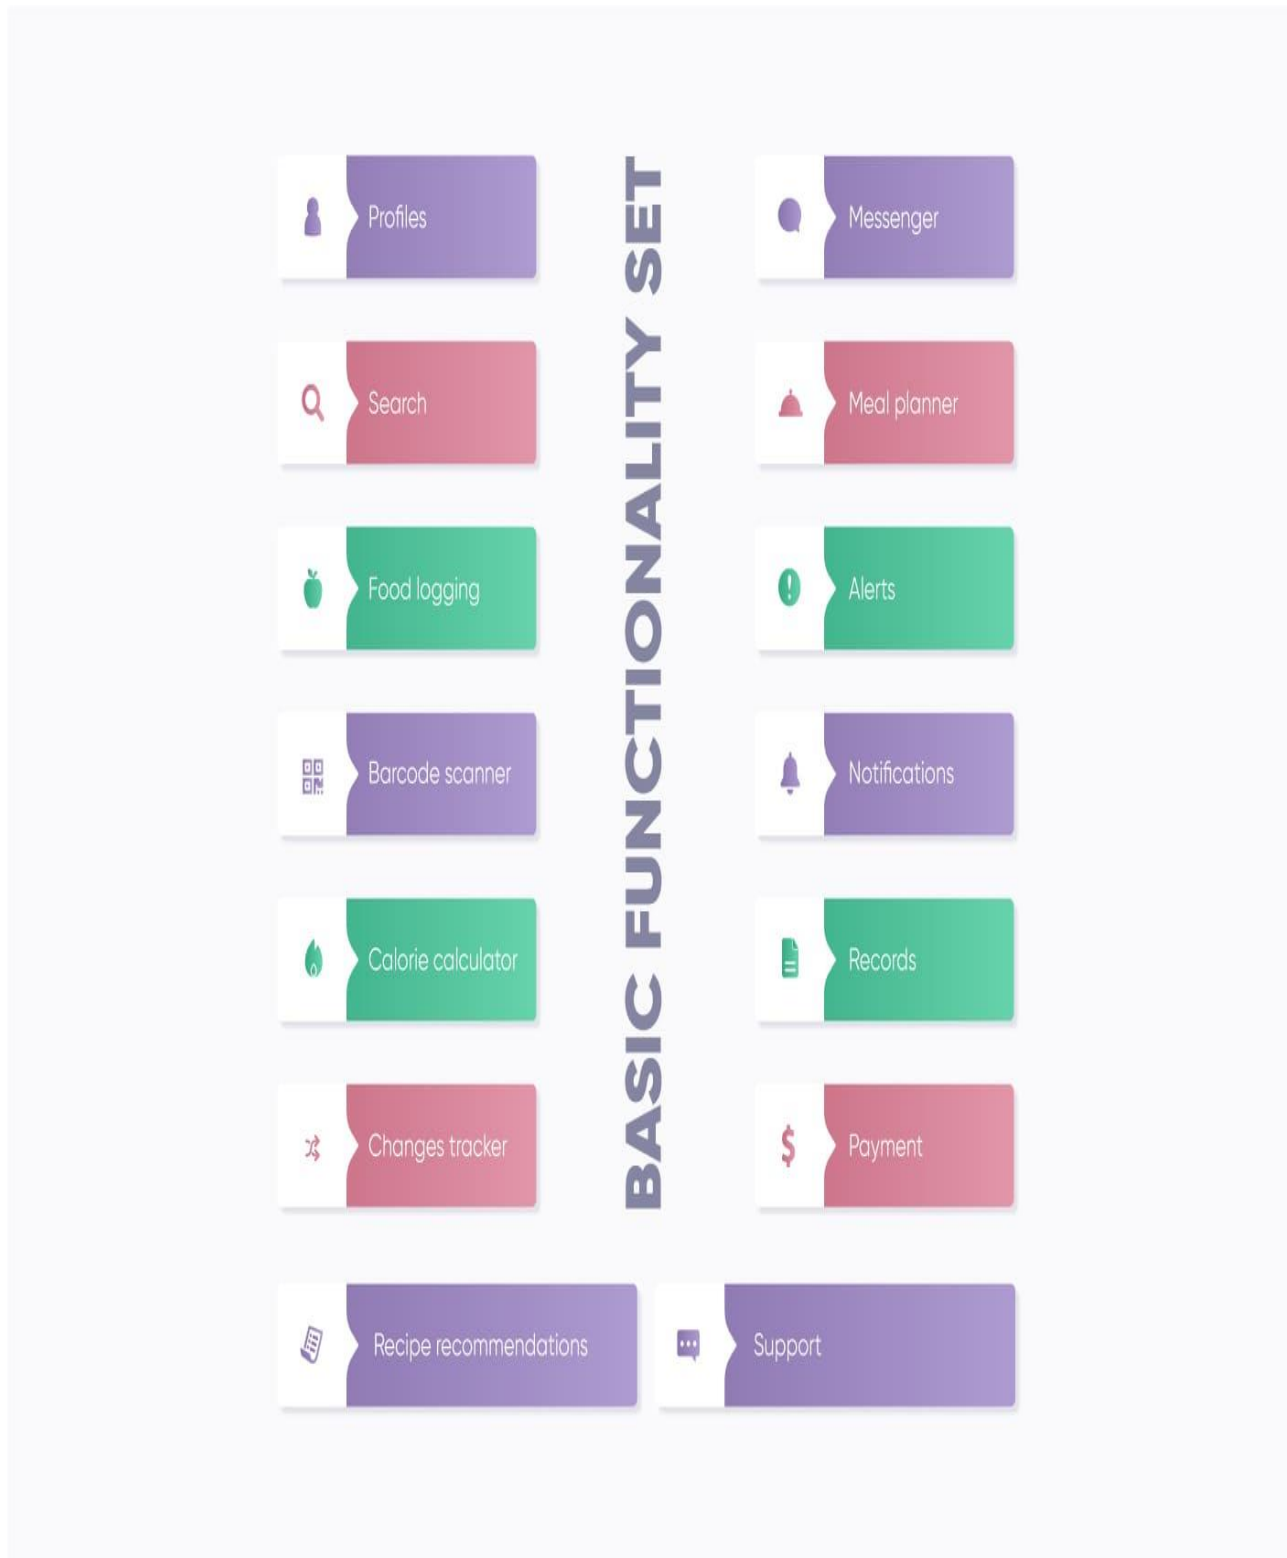 Profiles
Search
Food logging
Barcode scanner
Calorie calculator
Changes tracker
Recipe recommendations
BASIC FUNCTIONALITY SET
Messenger
Meal planner
Alerts
Notifications
Records
Payment
Support